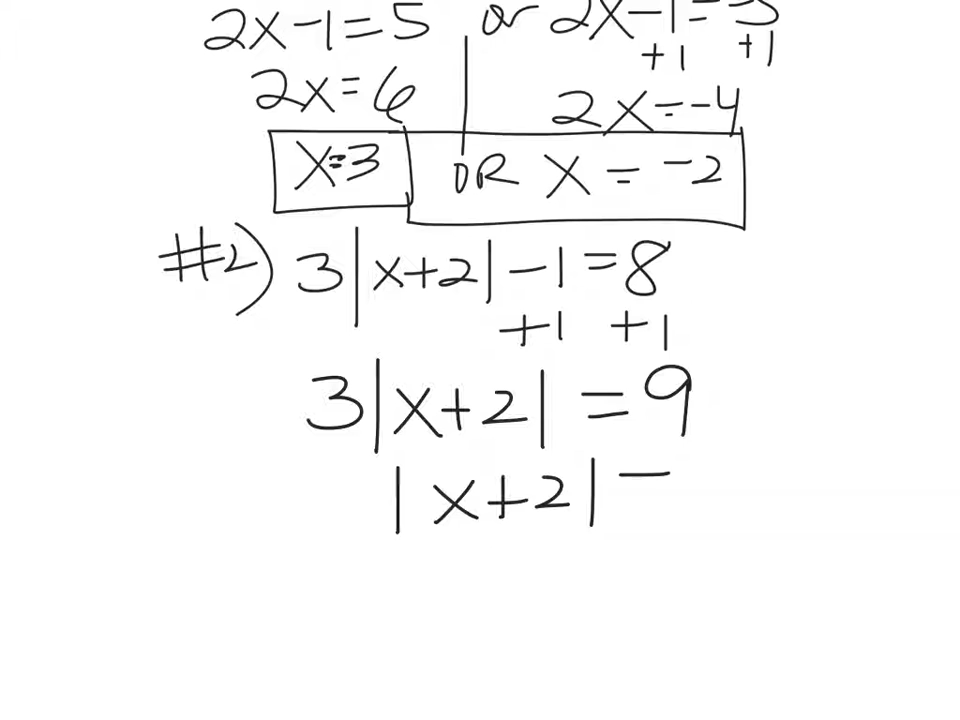 2x-1=5 or 2x-1=-5
+1 +1
2x=6 2x=-4
x=3 OR x=-2
#2) 3|x+2|-1=8
+1 +1
3|x+2|=9
|x+2| -